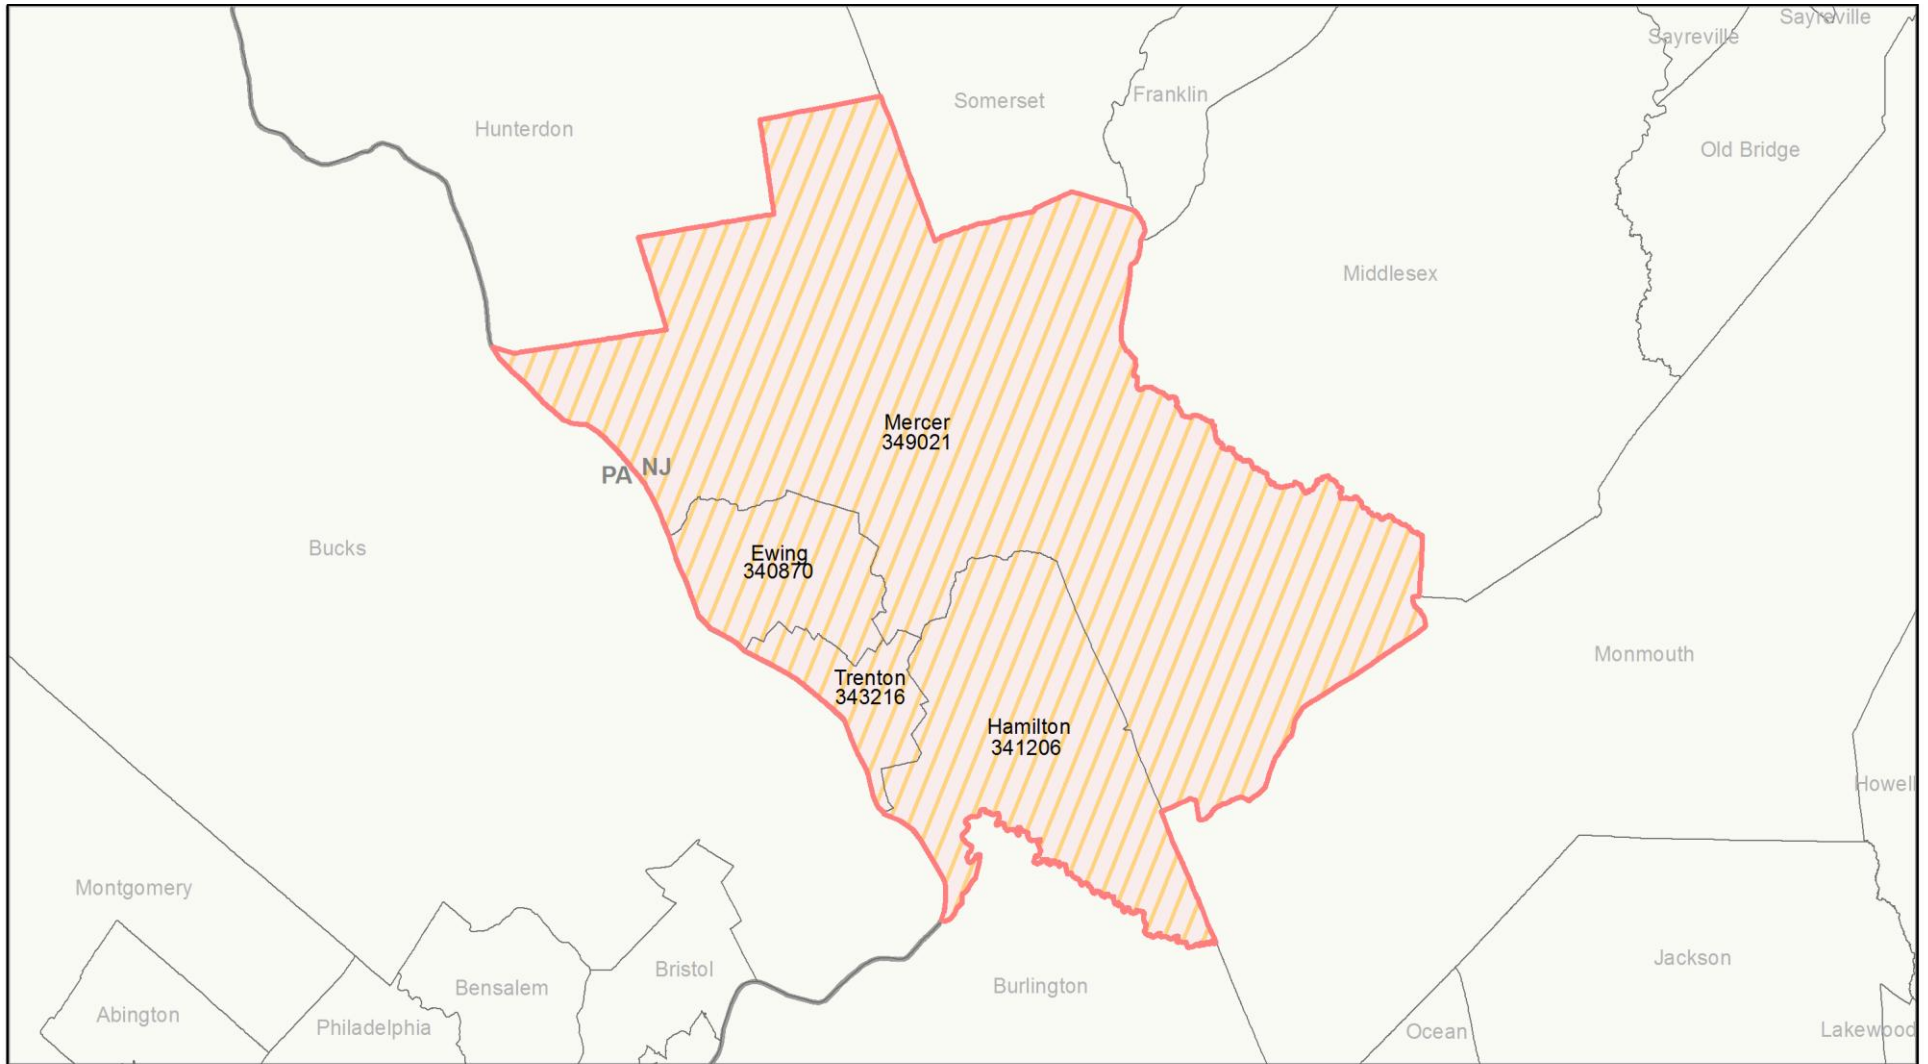 Sayreville
Sayreville
Franklin
Somerset
Hunterdon
Old Bridge
Middlesex
Mercer
349021
PA
NJ
Bucks
Ewing
340870
Monmouth
Trenton
343216
Hamilton
341206
Howell
Montgomery
Jackson
Bristol
Bensalem
Burlington
Abington
Philadelphia
Ocean
Lakewood